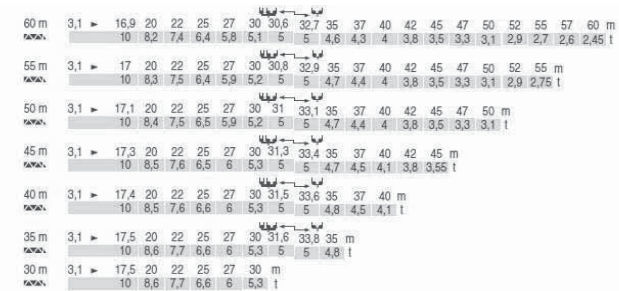 60 m 3,1 ► 16,9 20 22 25 27 30 30,6 32,7 35 37 40 42 45 47 50 52 55 57 60 m
10 8,2 7,4 6,4 5,8 5,1 5 5 4,6 4,3 4 3,8 3,5 3,3 3,1 2,9 2,7 2,6 2,45 t
55 m 3,1 ► 17 20 22 25 27 30 30,8 32,9 35 37 40 42 45 47 50 52 55 m
10 8,3 7,5 6,4 5,9 5,2 5 5 4,7 4,4 4 3,8 3,5 3,3 3,1 2,9 2,75 t
50 m 3,1 ► 17,1 20 22 25 27 30 31 33,1 35 37 40 42 45 47 50 m
10 8,4 7,5 6,5 5,9 5,2 5 5 4,7 4,4 4 3,8 3,5 3,3 3,1 t
45 m 3,1 ► 17,3 20 22 25 27 30 31,3 33,4 35 37 40 42 45 m
10 8,5 7,6 6,5 6 5,3 5 5 4,7 4,5 4,1 3,8 3,55 t
40 m 3,1 ► 17,4 20 22 25 27 30 31,5 33,6 35 37 40 m
10 8,5 7,6 6,6 6 5,3 5 5 4,8 4,5 4,1 t
35 m 3,1 ► 17,5 20 22 25 27 30 31,6 33,8 35 m
10 8,6 7,7 6,6 6 5,3 5 5 4,8 t
30 m 3,1 ► 17,5 20 22 25 27 30 m
10 8,6 7,7 6,6 6 5,3 t